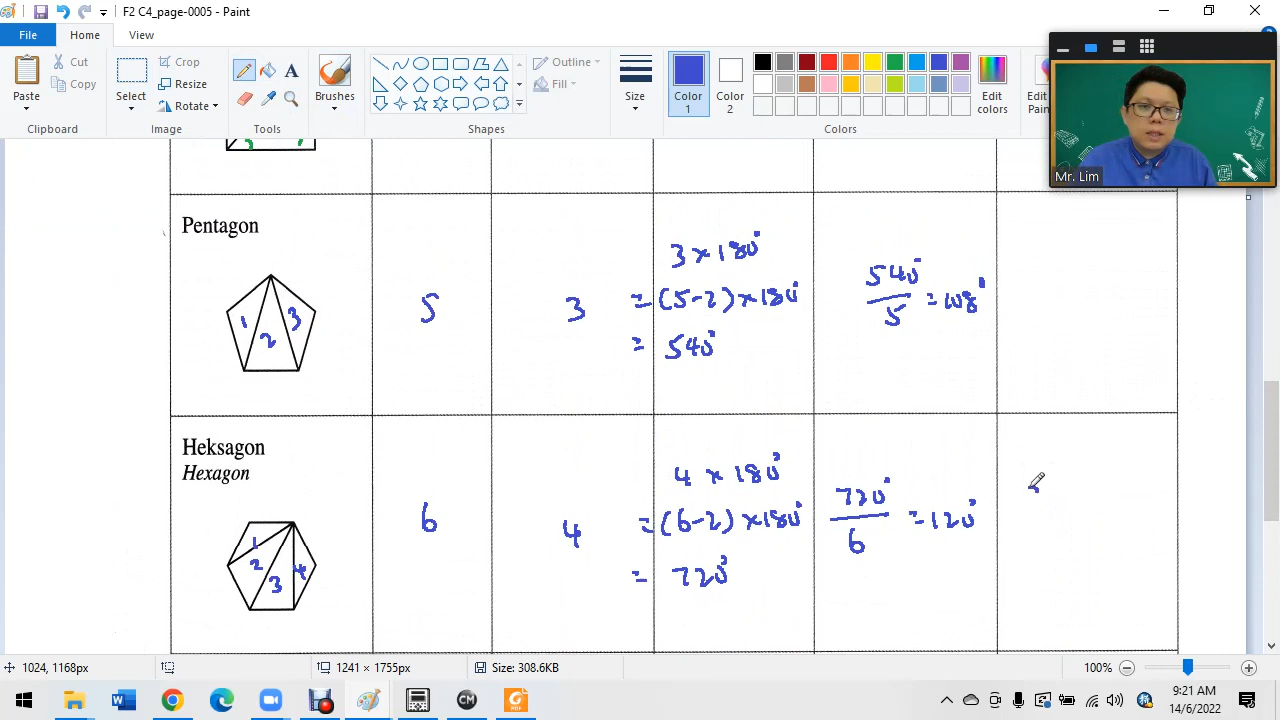 F2 C4_page-0005 - Paint
File
Home
View
Cut
Copy
Paste
Clipboard
Crop
Resize
Rotate
Select
Image
Tools
Brushes
Shapes
Outline
Fill
Size
Color 1
Color 2
Edit colors
Edit
Colors
Mr. Lim
Pentagon
1
2
3
5
3
3 × 180°
= (5-2) × 180°
= 540°
540°
5
= 108°
Heksagon
Hexagon
1
2
3
4
6
4
4 × 180°
= (6-2) × 180°
= 720°
720°
6
= 120°
1024, 1168px
1241 × 1755px
Size: 308.6KB
100%
9:21 AM
14/6/2022